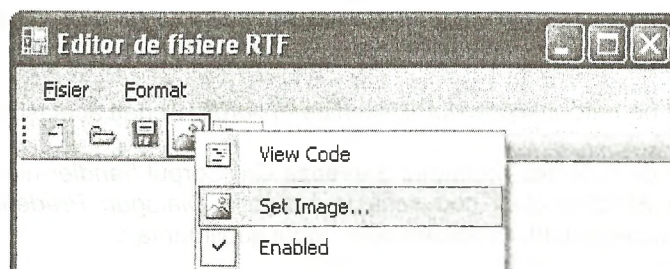 Editor de fisiere RTF
Fisier Format
View Code
Set Image...
Enabled